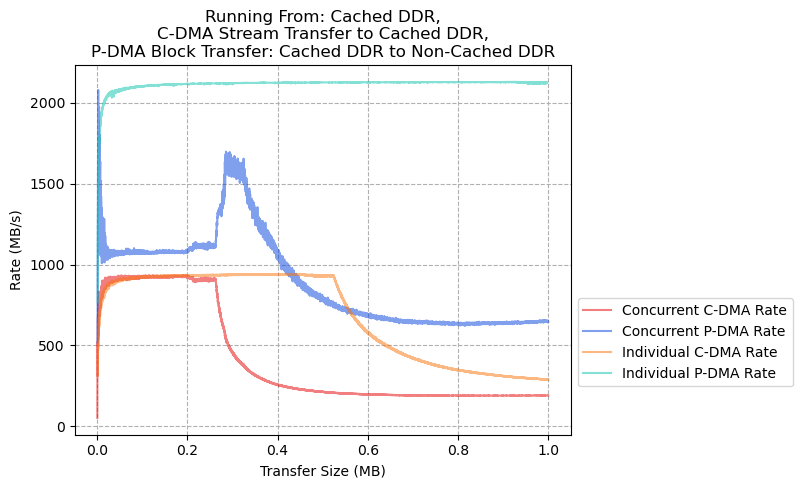 Running From: Cached DDR,
C-DMA Stream Transfer to Cached DDR,
P-DMA Block Transfer: Cached DDR to Non-Cached DDR
2000
1500
1000
500
0
Rate (MB/s)
0.0 0.2 0.4 0.6 0.8 1.0
Transfer Size (MB)
Concurrent C-DMA Rate
Concurrent P-DMA Rate
Individual C-DMA Rate
Individual P-DMA Rate